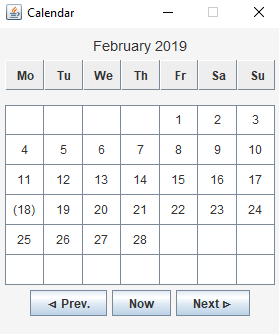 Calendar
February 2019
Mo Tu We Th Fr Sa Su
1 2 3
4 5 6 7 8 9 10
11 12 13 14 15 16 17
(18) 19 20 21 22 23 24
25 26 27 28
⊲ Prev. Now Next ⊳